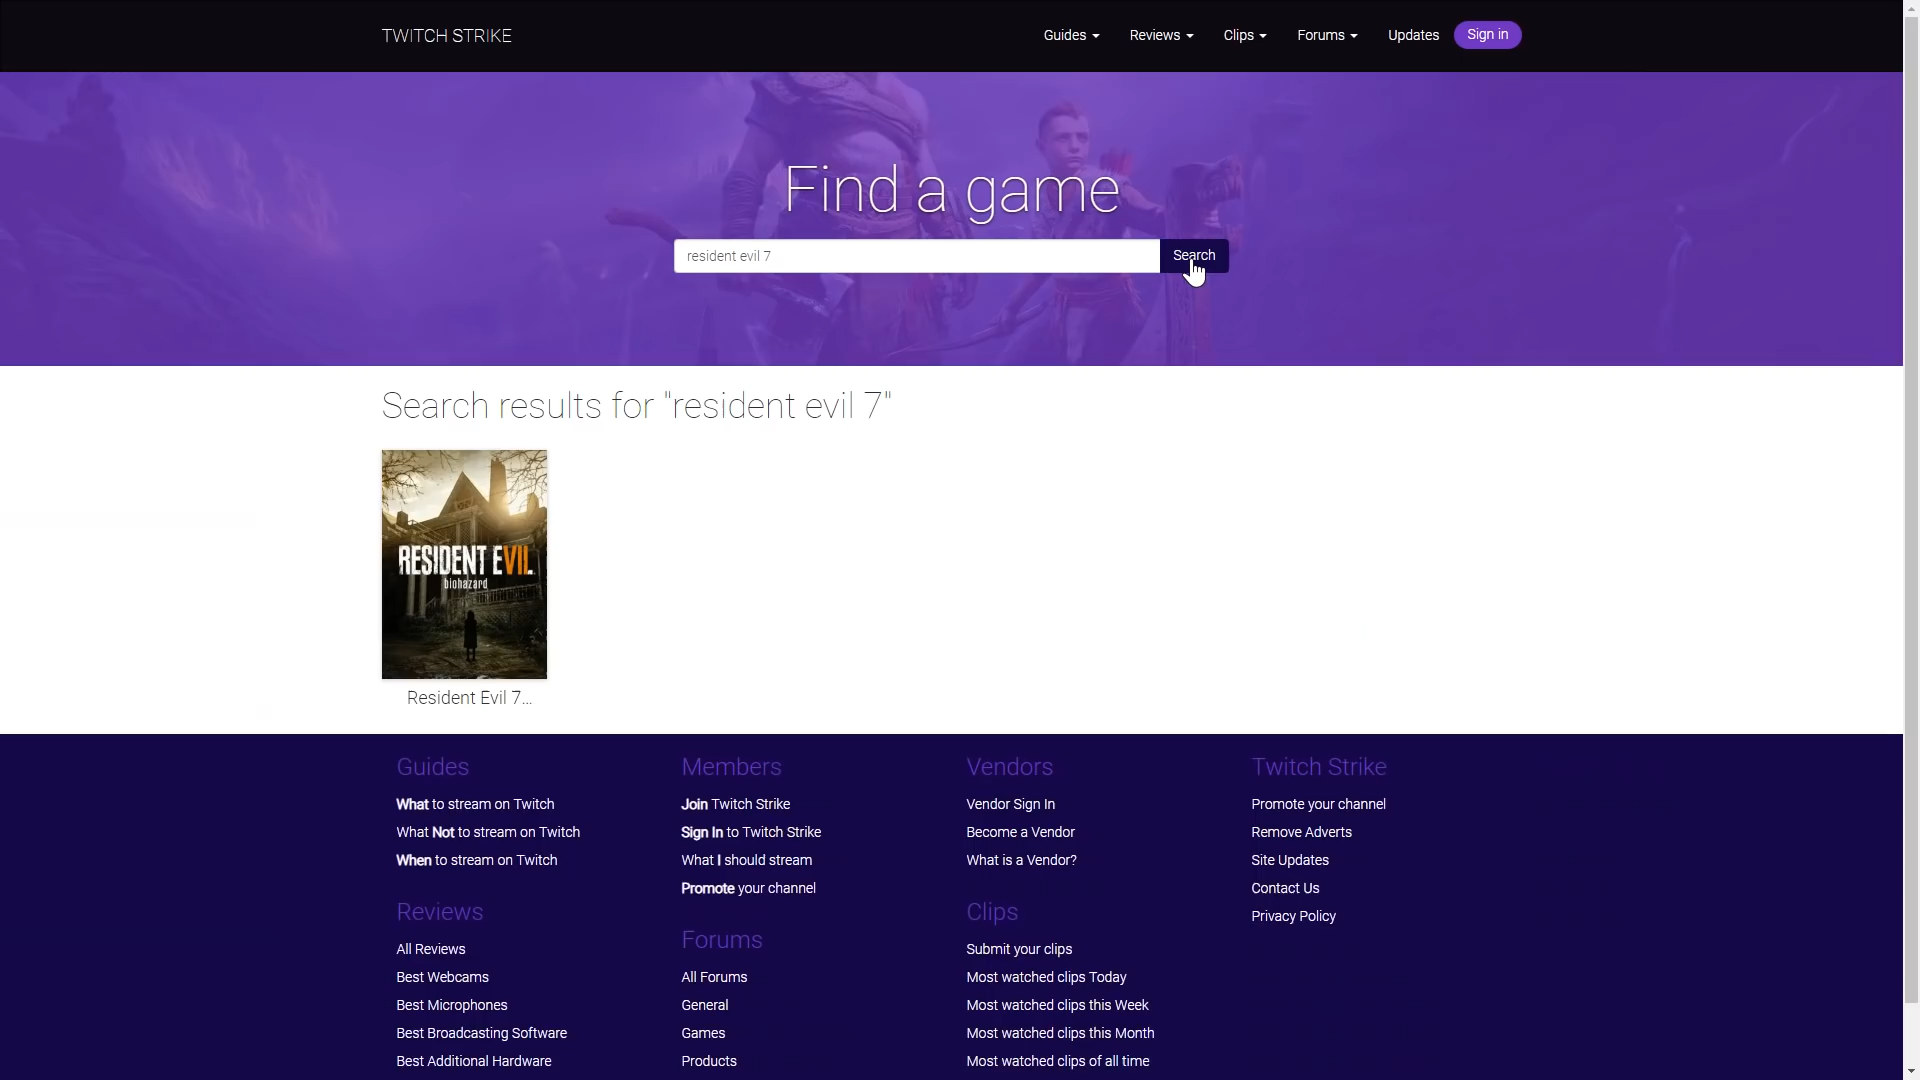 TWITCH STRIKE
Guides
Reviews
Clips
Forums
Updates
Sign in
Find a game
resident evil 7
Search
Search results for "resident evil 7"
RESIDENT EVIL
biohazard
Resident Evil 7...
Guides
What to stream on Twitch
What Not to stream on Twitch
When to stream on Twitch
Reviews
All Reviews
Best Webcams
Best Microphones
Best Broadcasting Software
Best Additional Hardware
Members
Join Twitch Strike
Sign In to Twitch Strike
What I should stream
Promote your channel
Forums
All Forums
General
Games
Products
Vendors
Vendor Sign In
Become a Vendor
What is a Vendor?
Clips
Submit your clips
Most watched clips Today
Most watched clips this Week
Most watched clips this Month
Most watched clips of all time
Twitch Strike
Promote your channel
Remove Adverts
Site Updates
Contact Us
Privacy Policy